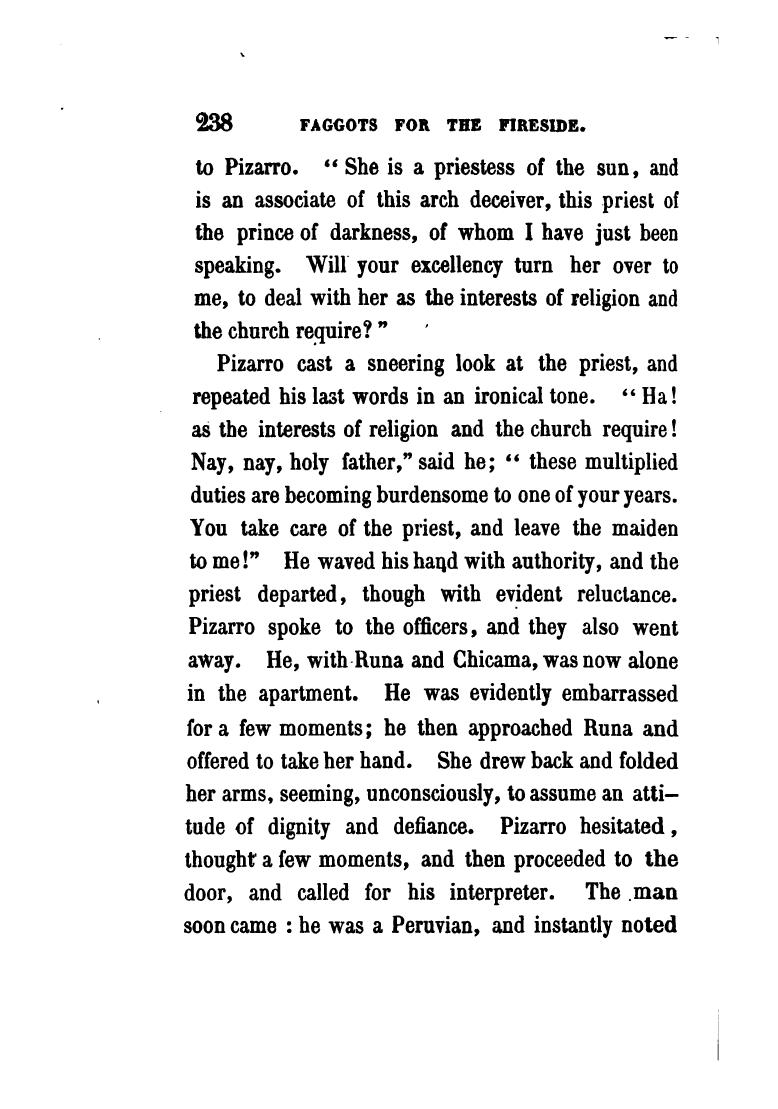 238 FAGGOTS FOR THE FIRESIDE.
to Pizarro. “ She is a priestess of the sun, and
is an associate of this arch deceiver, this priest of
the prince of darkness, of whom I have just been
speaking. Will your excellency turn her over to
me, to deal with her as the interests of religion and
the church require? ”
Pizarro cast a sneering look at the priest, and
repeated his last words in an ironical tone. “ Ha!
as the interests of religion and the church require!
Nay, nay, holy father,” said he; “ these multiplied
duties are becoming burdensome to one of your years.
You take care of the priest, and leave the maiden
to me!” He waved his hand with authority, and the
priest departed, though with evident reluctance.
Pizarro spoke to the officers, and they also went
away. He, with Runa and Chicama, was now alone
in the apartment. He was evidently embarrassed
for a few moments; he then approached Runa and
offered to take her hand. She drew back and folded
her arms, seeming, unconsciously, to assume an atti–
tude of dignity and defiance. Pizarro hesitated,
thought a few moments, and then proceeded to the
door, and called for his interpreter. The man
soon came : he was a Peruvian, and instantly noted